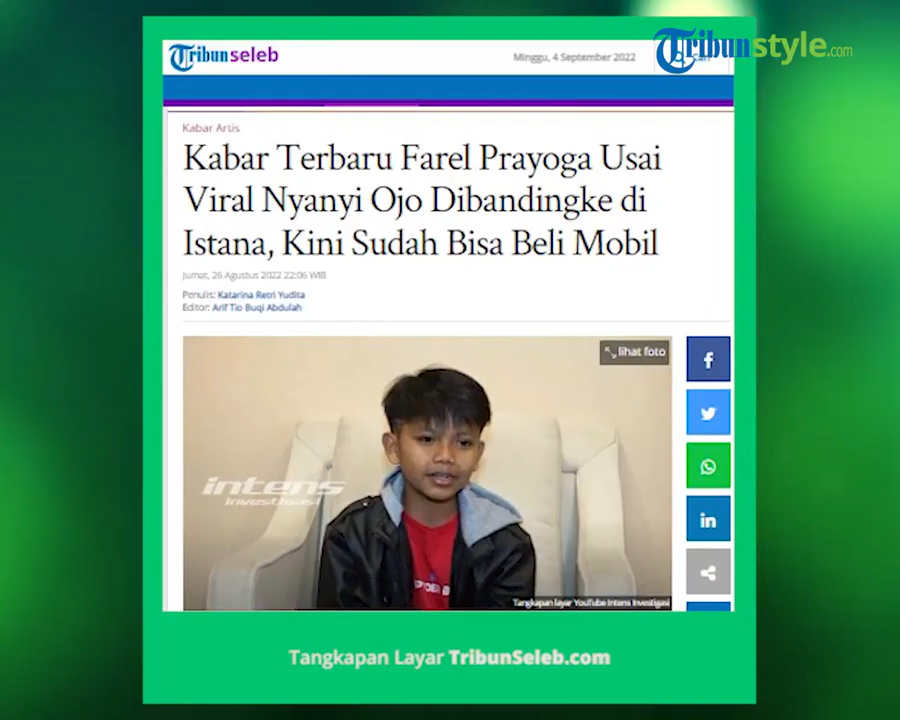 Tribunseleb
Minggu, 4 September 2022
Tribunstyle.com
Cari
Kabar Artis
Kabar Terbaru Farel Prayoga Usai
Viral Nyanyi Ojo Dibandingke di
Istana, Kini Sudah Bisa Beli Mobil
Jumat, 26 Agustus 2022 22:06 WIB
Penulis: Katarina Retri Yudita
Editor: Arif Tio Buqi Abdulah
lihat foto
intens
investigasi
Tangkapan layar YouTube Intens Investigasi
Tangkapan Layar TribunSeleb.com